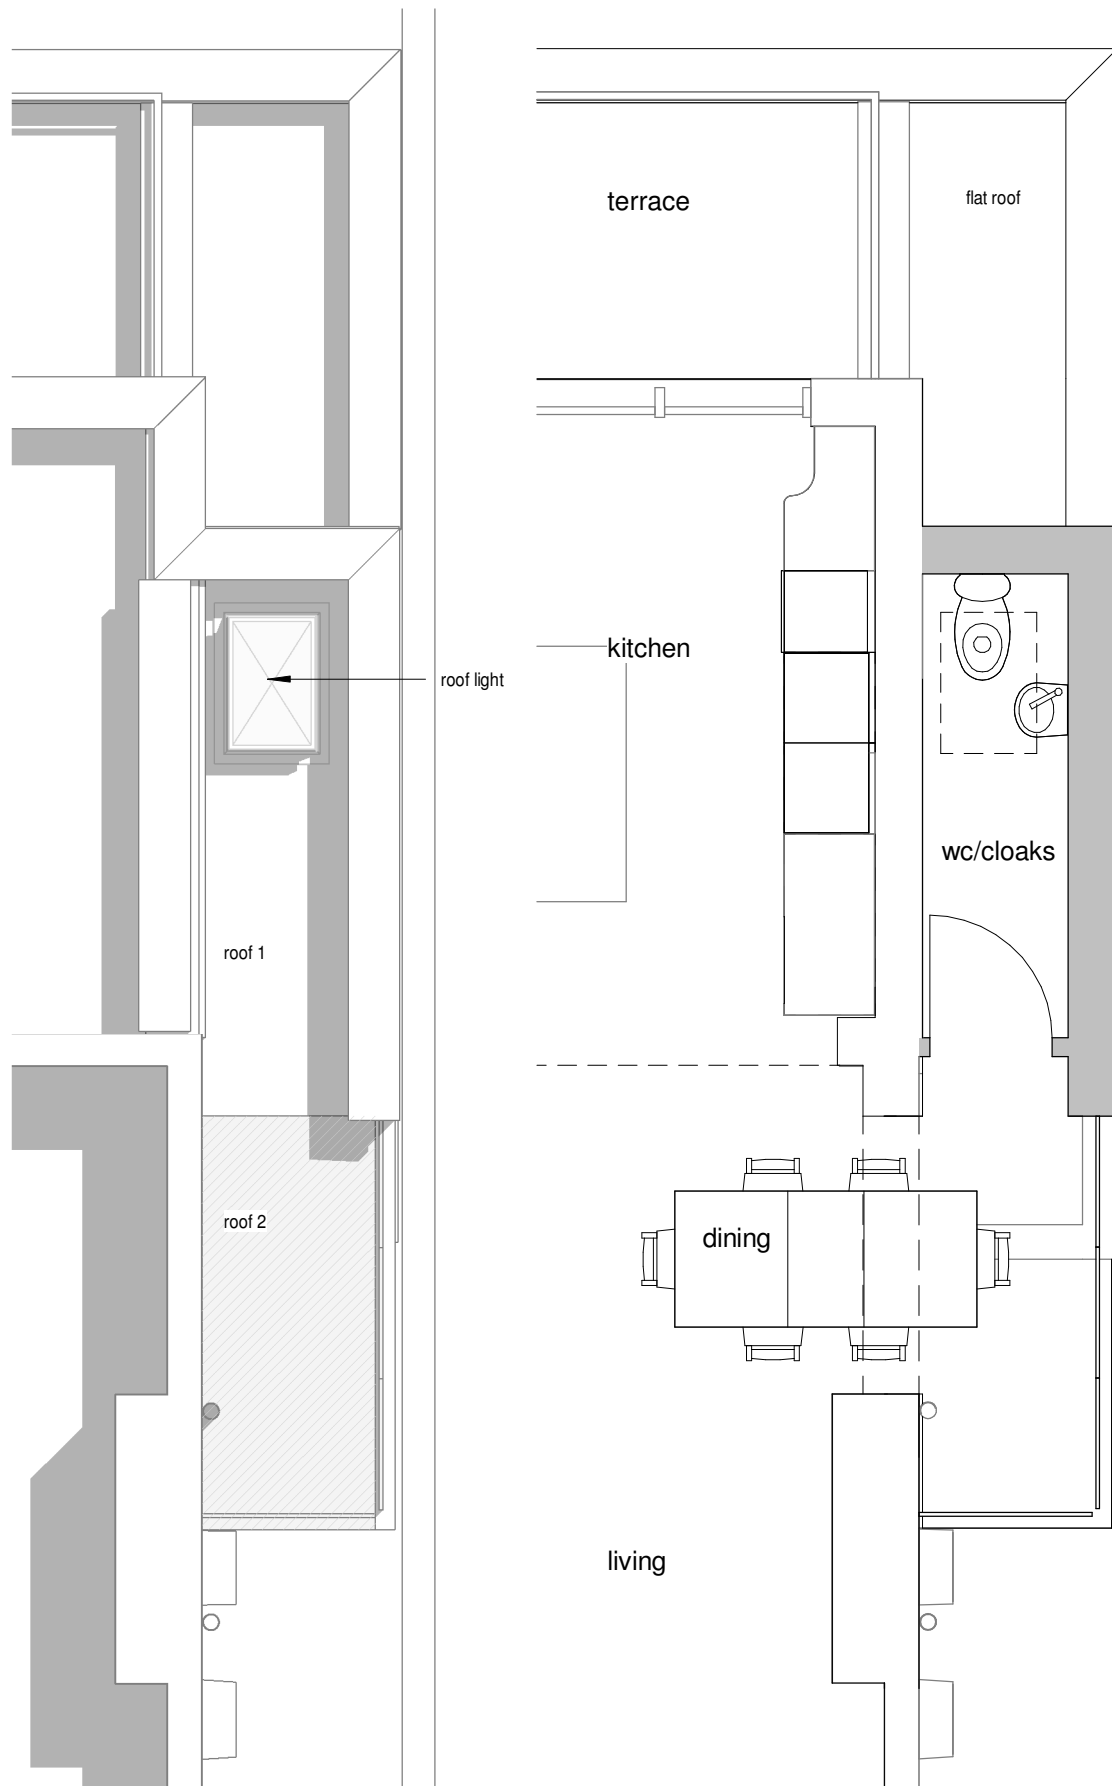 terrace
flat roof
kitchen
roof light
wc/cloaks
roof 1
roof 2
dining
living